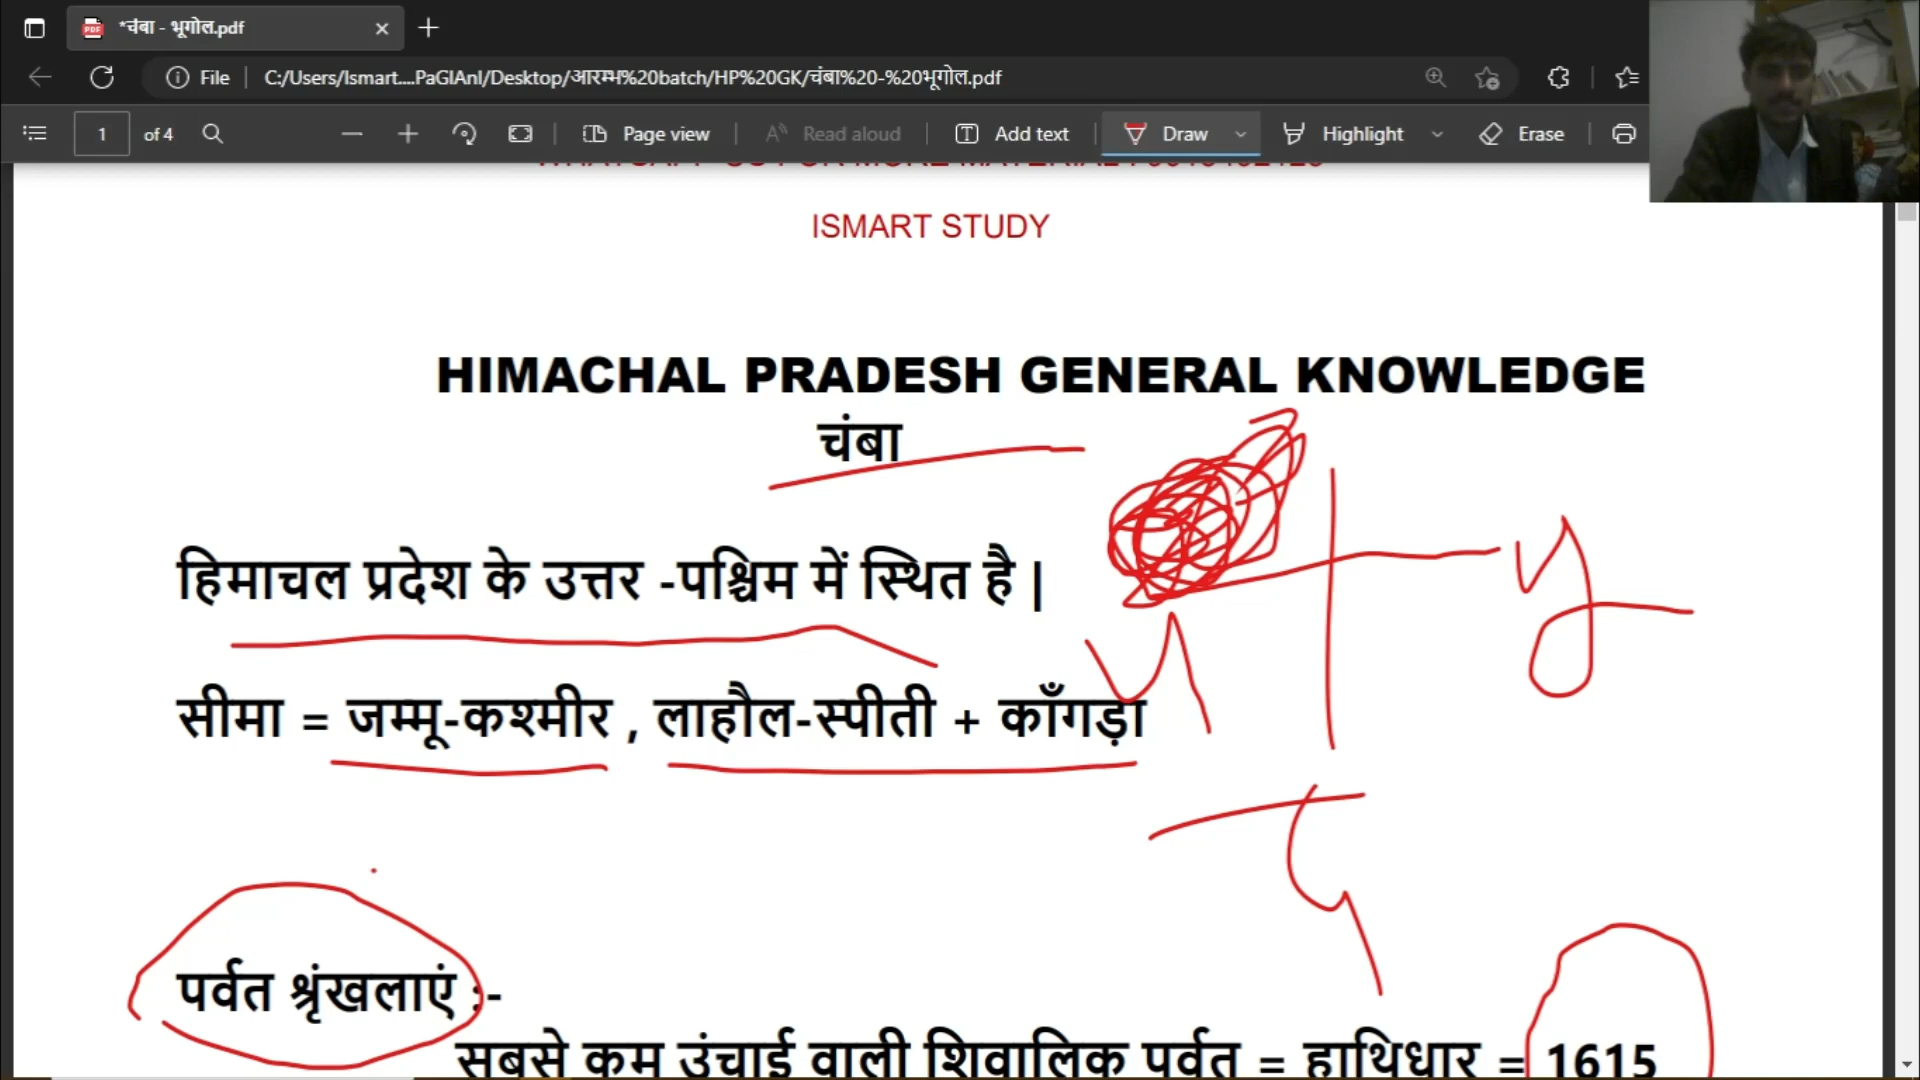 *चंबा - भूगोल.pdf
File C:/Users/Ismart....PaGlAnI/Desktop/आरम्भ%20batch/HP%20GK/चंबा%20-%20भूगोल.pdf
1 of 4 Page view Read aloud Add text Draw Highlight Erase
ISMART STUDY
HIMACHAL PRADESH GENERAL KNOWLEDGE
चंबा
हिमाचल प्रदेश के उत्तर -पश्चिम में स्थित है |
सीमा = जम्मू-कश्मीर , लाहौल-स्पीती + काँगड़ा
पर्वत श्रृंखलाएं :-
सबसे कम उंचाई वाली शिवालिक पर्वत = हाथिधार = 1615